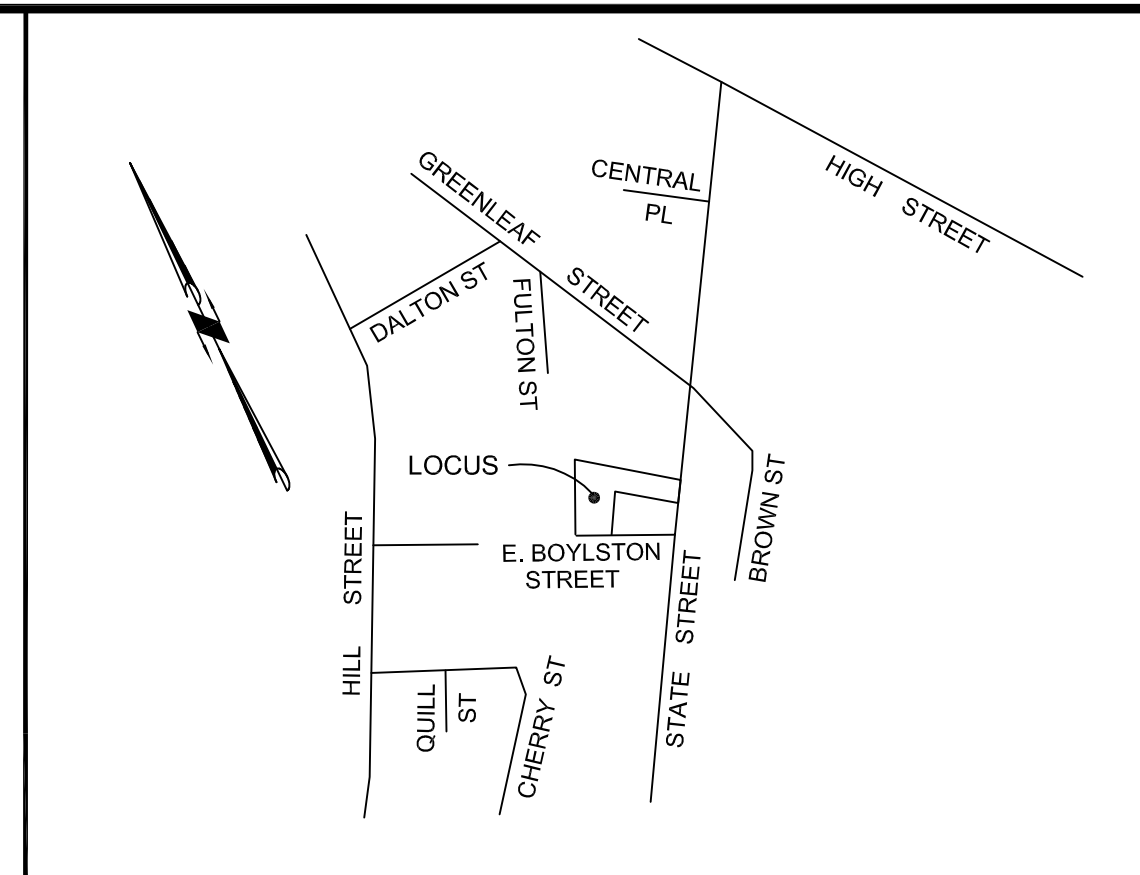 HIGH STREET
CENTRAL
PL
GREENLEAF STREET
DALTON ST
FULTON ST
LOCUS
BROWN ST
E. BOYLSTON
STREET
HILL STREET
STATE STREET
QUILL
ST
CHERRY ST